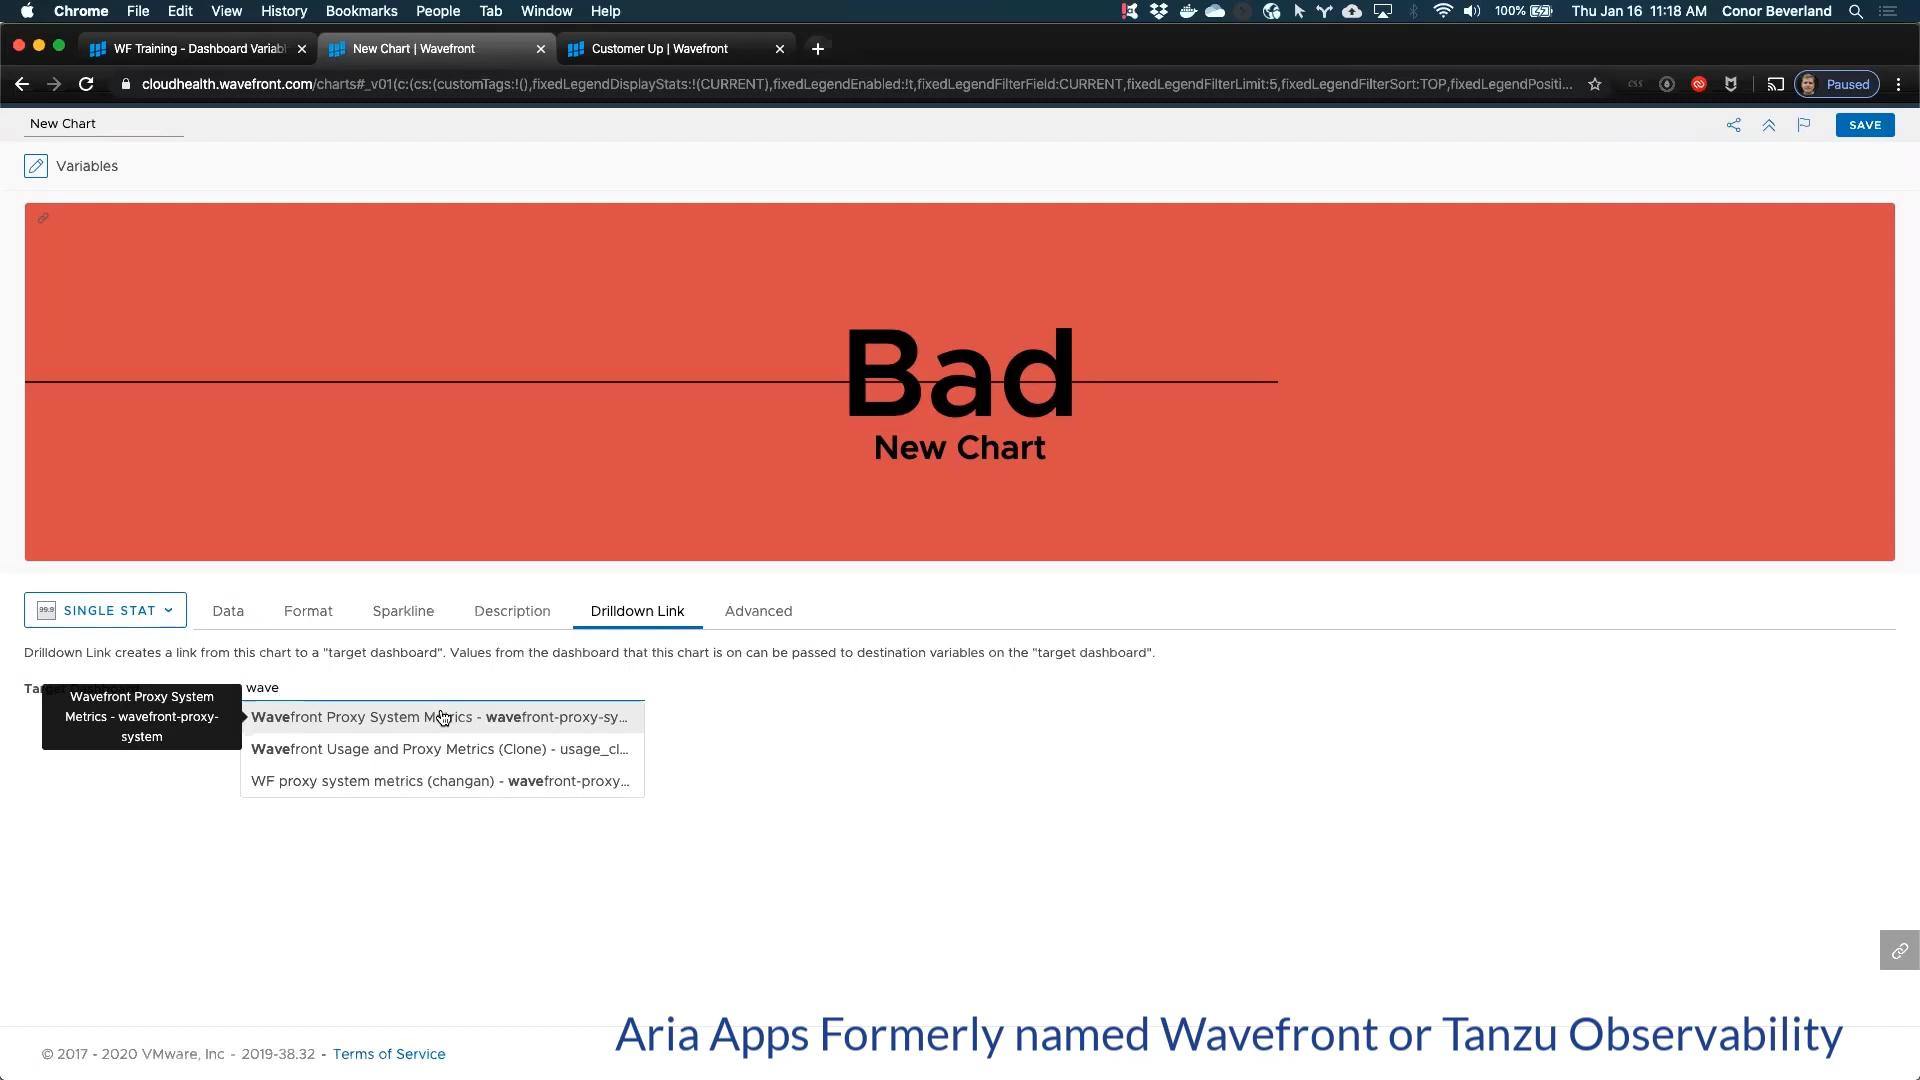 Chrome File Edit View History Bookmarks People Tab Window Help 100% Thu Jan 16 11:18 AM Conor Beverland
WF Training - Dashboard Variabl New Chart | Wavefront Customer Up | Wavefront
cloudhealth.wavefront.com/charts#_v01(c:(cs:(customTags:!(),fixedLegendDisplayStats:!(CURRENT),fixedLegendEnabled:!t,fixedLegendFilterField:CURRENT,fixedLegendFilterLimit:5,fixedLegendFilterSort:TOP,fixedLegendPositi... css Paused
New Chart
SAVE
Variables
Bad
New Chart
99.9 SINGLE STAT Data Format Sparkline Description Drilldown Link Advanced
Drilldown Link creates a link from this chart to a "target dashboard". Values from the dashboard that this chart is on can be passed to destination variables on the "target dashboard".
wave
Wavefront Proxy System
Metrics - wavefront-proxy-
system
Wavefront Proxy System Metrics - wavefront-proxy-sy...
Wavefront Usage and Proxy Metrics (Clone) - usage_cl...
WF proxy system metrics (changan) - wavefront-proxy...
Aria Apps Formerly named Wavefront or Tanzu Observability
© 2017 - 2020 VMware, Inc - 2019-38.32 - Terms of Service